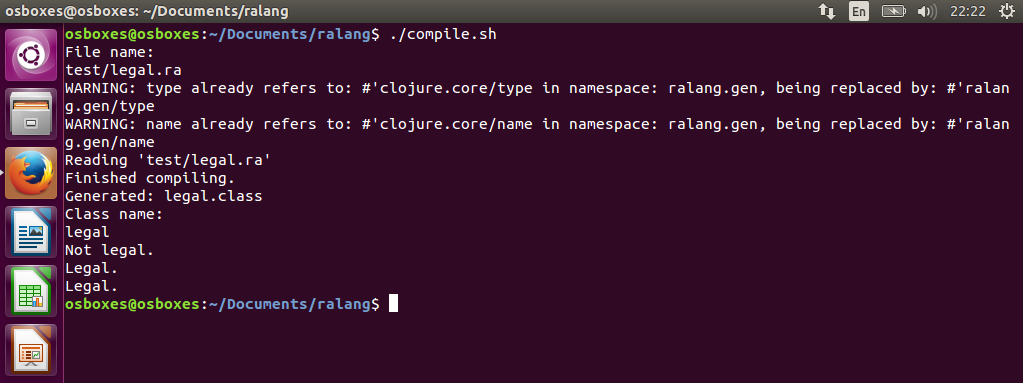 osboxes@osboxes: ~/Documents/ralang
En
22:22
osboxes@osboxes:~/Documents/ralang$ ./compile.sh
File name:
test/legal.ra
WARNING: type already refers to: #'clojure.core/type in namespace: ralang.gen, being replaced by: #'ralan
g.gen/type
WARNING: name already refers to: #'clojure.core/name in namespace: ralang.gen, being replaced by: #'ralan
g.gen/name
Reading 'test/legal.ra'
Finished compiling.
Generated: legal.class
Class name:
legal
Not legal.
Legal.
Legal.
osboxes@osboxes:~/Documents/ralang$